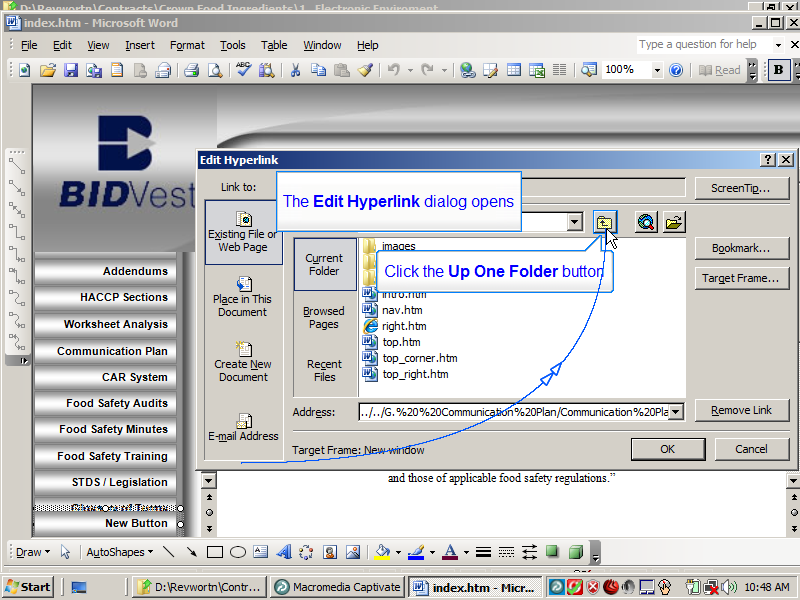 D:\Revwortn\Contracts\Crown Food Ingredients\1. Electronic Enviroment
index.htm - Microsoft Word
File Edit View Insert Format Tools Table Window Help
Type a question for help
100%
Read
B
BIDVest
Edit Hyperlink
Link to:
The Edit Hyperlink dialog opens
ScreenTip...
Existing File or
Web Page
Current
Folder
images
Click the Up One Folder button
Bookmark...
Target Frame...
Place in This
Document
Browsed
Pages
intro.htm
nav.htm
right.htm
top.htm
top_corner.htm
top_right.htm
Create New
Document
Recent
Files
E-mail Address
Address:
../../G.%20%20Communication%20Plan/Communication%20Pla
Remove Link
Target Frame: New window
OK
Cancel
Addendums
HACCP Sections
Worksheet Analysis
Communication Plan
CAR System
Food Safety Audits
Food Safety Minutes
Food Safety Training
STDS / Legislation
New Button
and those of applicable food safety regulations.”
Draw
AutoShapes
A
Start
D:\Revwortn\Contr...
Macromedia Captivate
index.htm - Micr...
10:48 AM